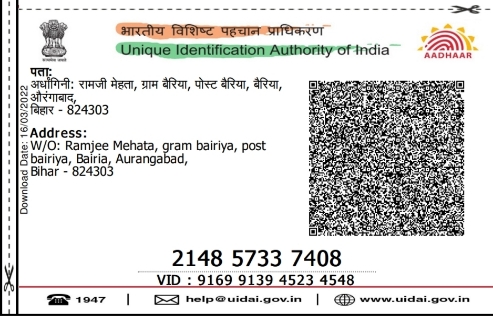 भारतीय विशिष्ट पहचान प्राधिकरण
Unique Identification Authority of India
AADHAAR
Download Date: 16/03/2022
पता:
अर्धांगिनी: रामजी मेहता, ग्राम बैरिया, पोस्ट बैरिया, बैरिया,
औरंगाबाद,
बिहार - 824303
Address:
W/O: Ramjee Mehata, gram bairiya, post
bairiya, Bairia, Aurangabad,
Bihar - 824303
2148 5733 7408
VID : 9169 9139 4523 4548
1947 | help@uidai.gov.in | www.uidai.gov.in